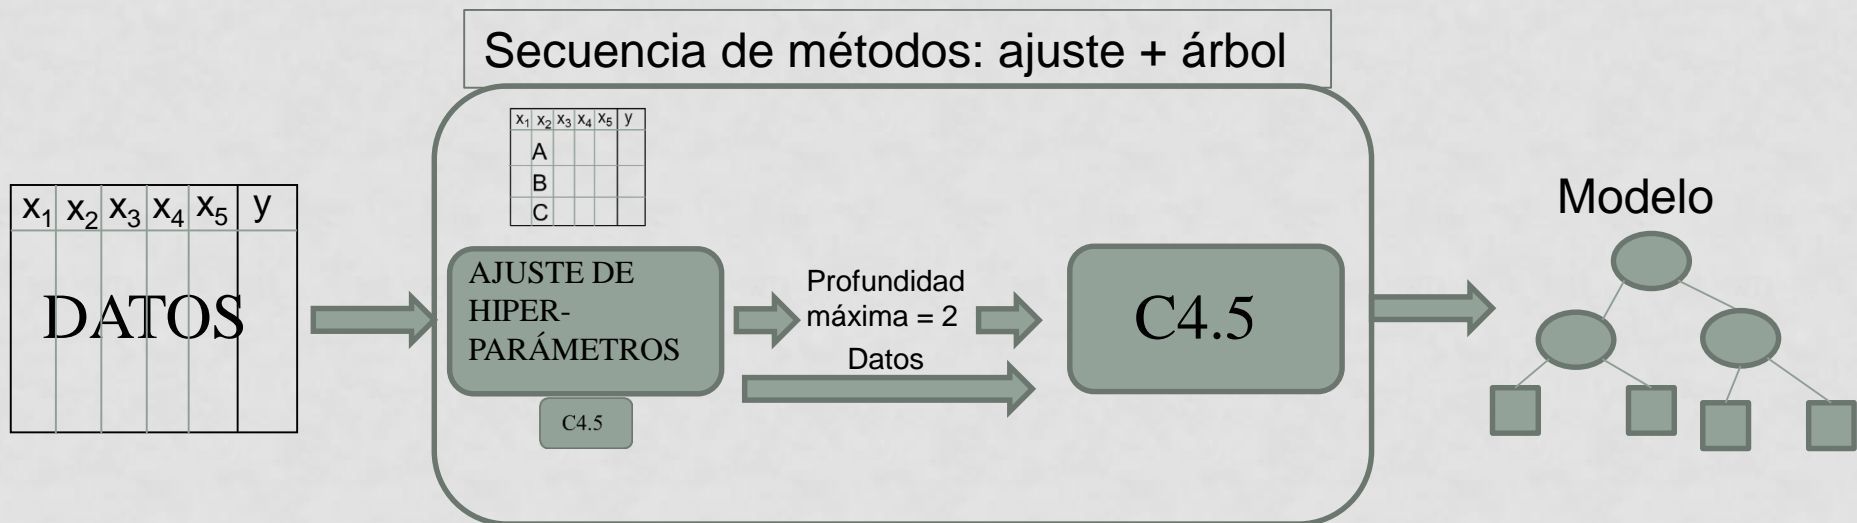 Secuencia de métodos: ajuste + árbol
x₁ x₂ x₃ x₄ x₅ y
A
B
C
x₁ x₂ x₃ x₄ x₅ y
DATOS
AJUSTE DE
HIPER-
PARÁMETROS
C4.5
Profundidad
máxima = 2
Datos
C4.5
Modelo